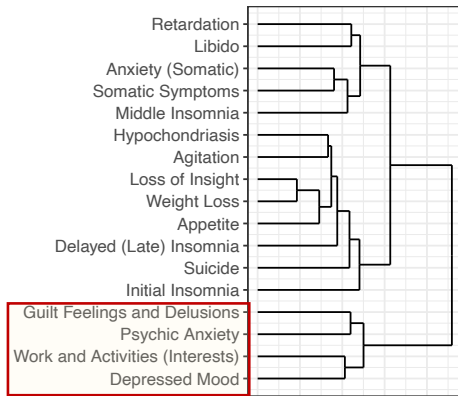 Retardation
Libido
Anxiety (Somatic)
Somatic Symptoms
Middle Insomnia
Hypochondriasis
Agitation
Loss of Insight
Weight Loss
Appetite
Delayed (Late) Insomnia
Suicide
Initial Insomnia
Guilt Feelings and Delusions
Psychic Anxiety
Work and Activities (Interests)
Depressed Mood